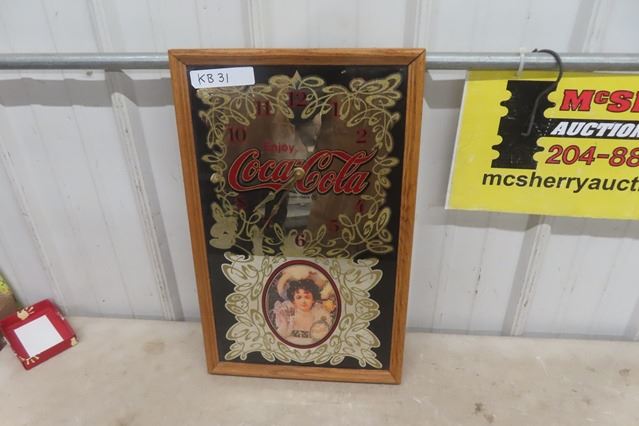 KB 31
12
11
1
10
2
Enjoy
Coca-Cola
4
5
6
McS
AUCTION
204-88
mcsherryauct